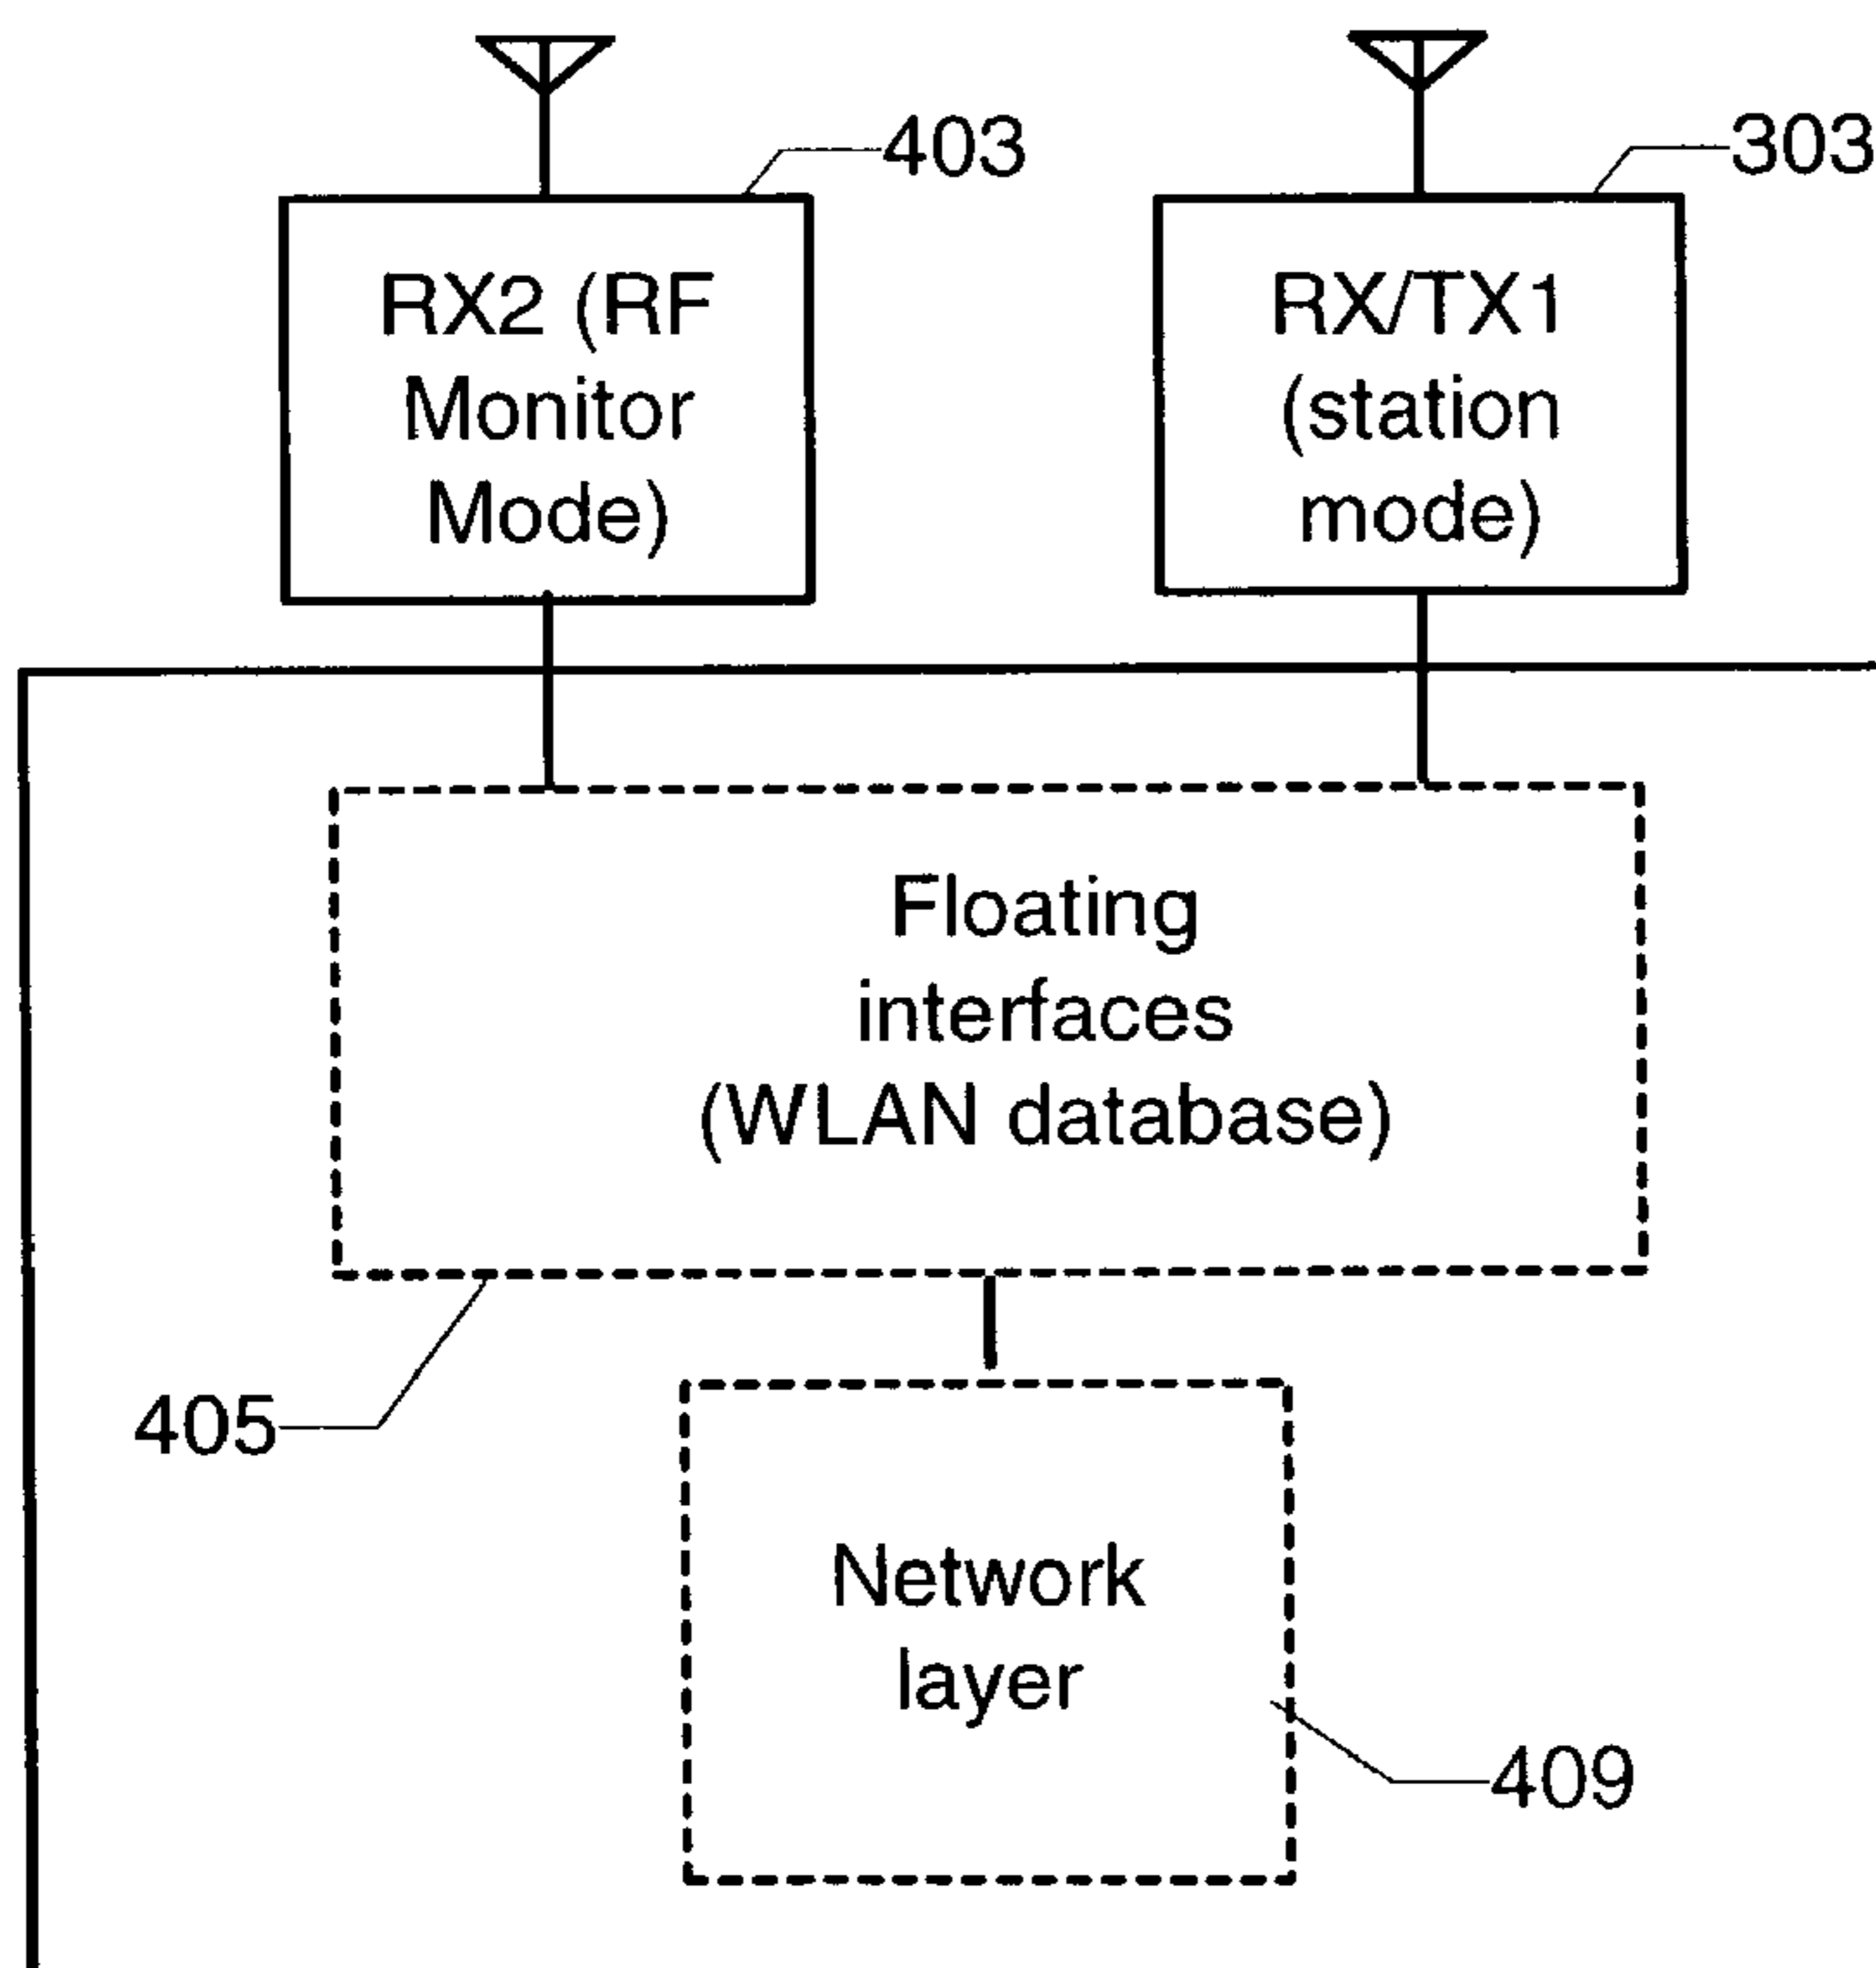 403
303
RX2 (RF
Monitor
Mode)
RX/TX1
(station
mode)
Floating
interfaces
(WLAN database)
405
Network
layer
409